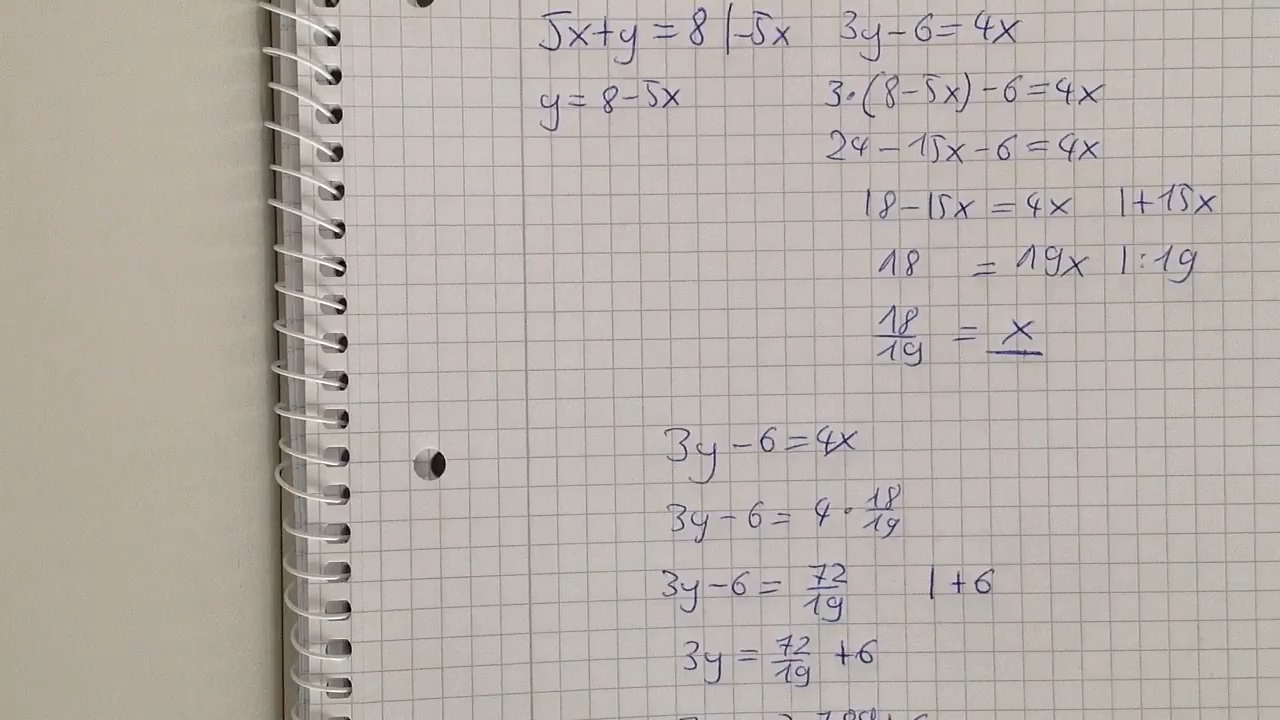 5x+y=8 |-5x 3y-6=4x
y=8-5x 3·(8-5x)-6=4x
24-15x-6=4x
18-15x=4x |+15x
18 =19x |:19
18/19 = x
3y-6=4x
3y-6=4·18/19
3y-6=72/19 |+6
3y=72/19+6